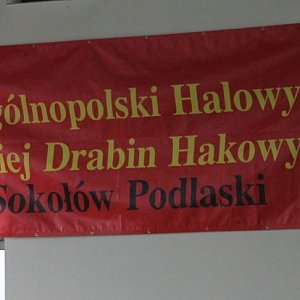 gólnopolski Halowy
iej Drabin Hakowy
Sokołów Podlaski